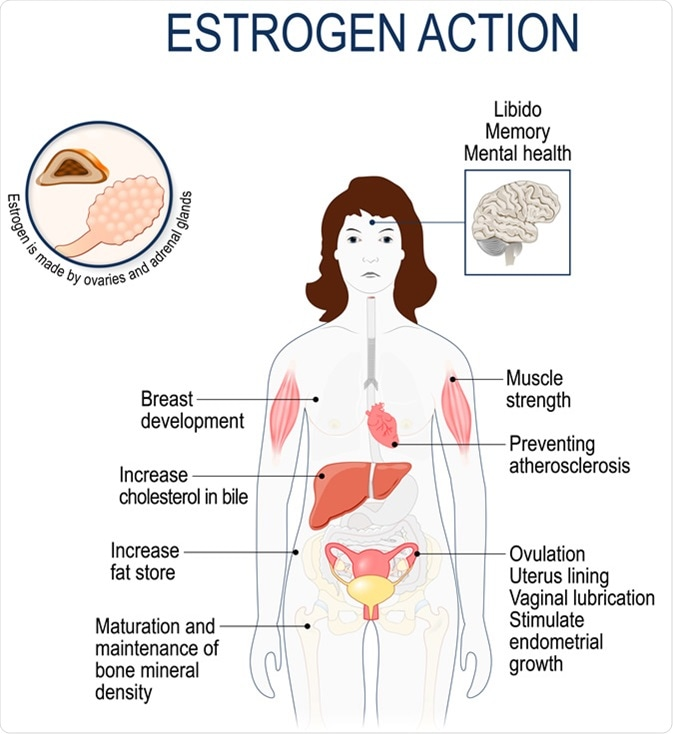 ESTROGEN ACTION
Estrogen is made by ovaries and adrenal glands
Libido
Memory
Mental health
Breast
development
Increase
cholesterol in bile
Increase
fat store
Maturation and
maintenance of
bone mineral
density
Muscle
strength
Preventing
atherosclerosis
Ovulation
Uterus lining
Vaginal lubrication
Stimulate
endometrial
growth